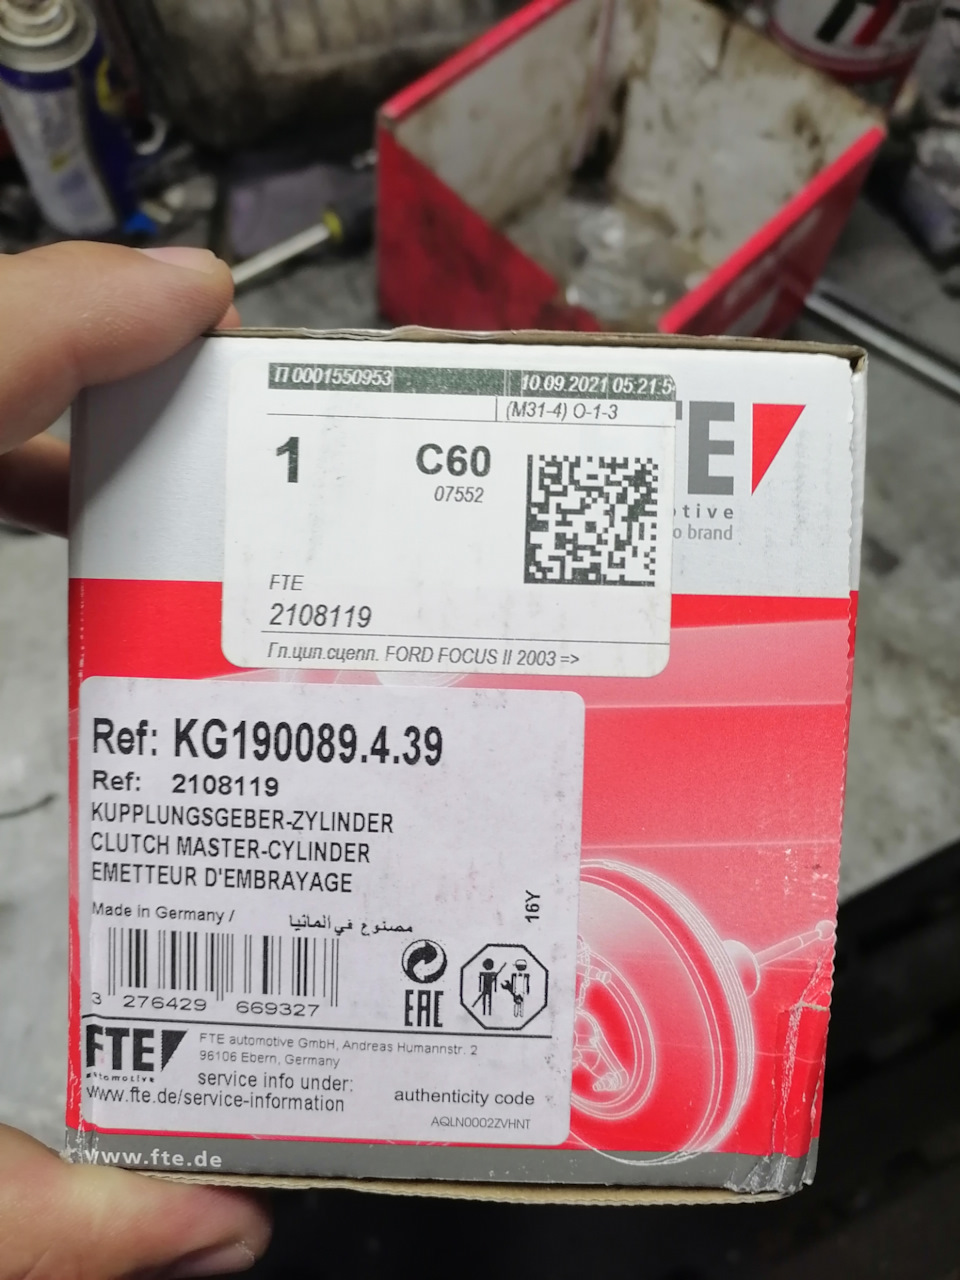 П 0001550953
10.09.2021 05:21:5
(M31-4) O-1-3
1
C60
07552
TE
otive
o brand
FTE
2108119
Гл.цил.сцепл. FORD FOCUS II 2003 =>
Ref: KG190089.4.39
Ref: 2108119
KUPPLUNGSGEBER-ZYLINDER
CLUTCH MASTER-CYLINDER
EMETTEUR D'EMBRAYAGE
16Y
Made in Germany / مصنوع في ألمانيا
3 276429 669327
EAC
FTE
automotive
FTE automotive GmbH, Andreas Humannstr. 2
96106 Ebern, Germany
service info under:
www.fte.de/service-information
authenticity code
AQLN0002ZVHNT
www.fte.de